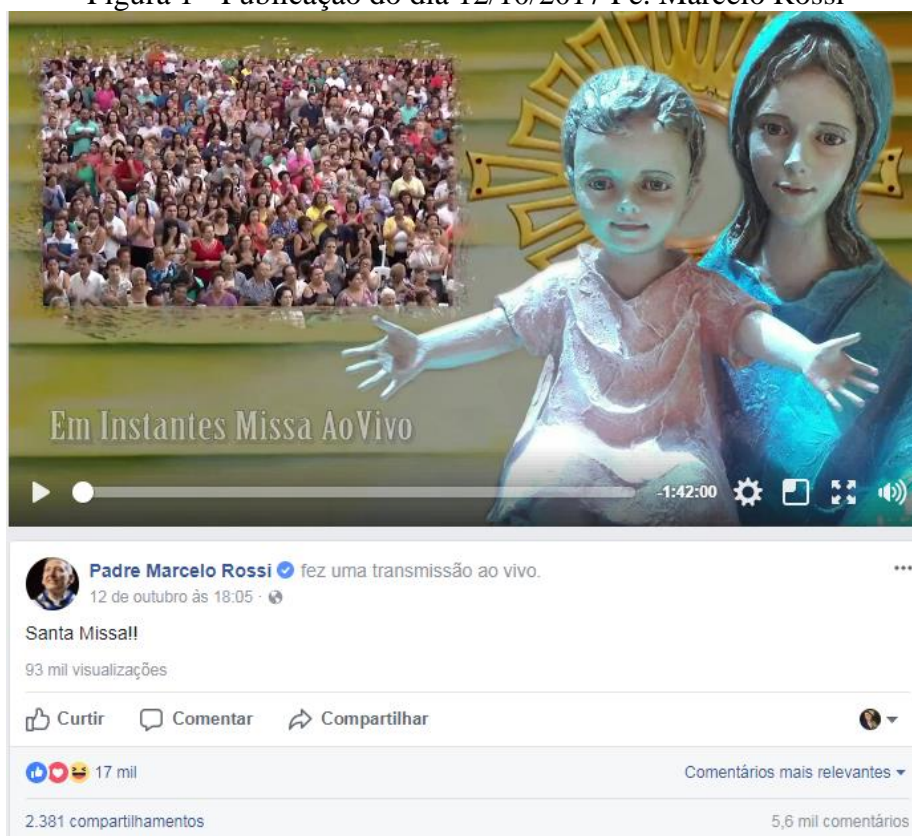 Figura 1 - Publicação do dia 12/10/2017 Pe. Marcelo Rossi
Em Instantes Missa AoVivo
-1:42:00
Padre Marcelo Rossi fez uma transmissão ao vivo.
12 de outubro às 18:05 ·
Santa Missa!!
93 mil visualizações
Curtir Comentar Compartilhar
17 mil Comentários mais relevantes
2.381 compartilhamentos 5,6 mil comentários